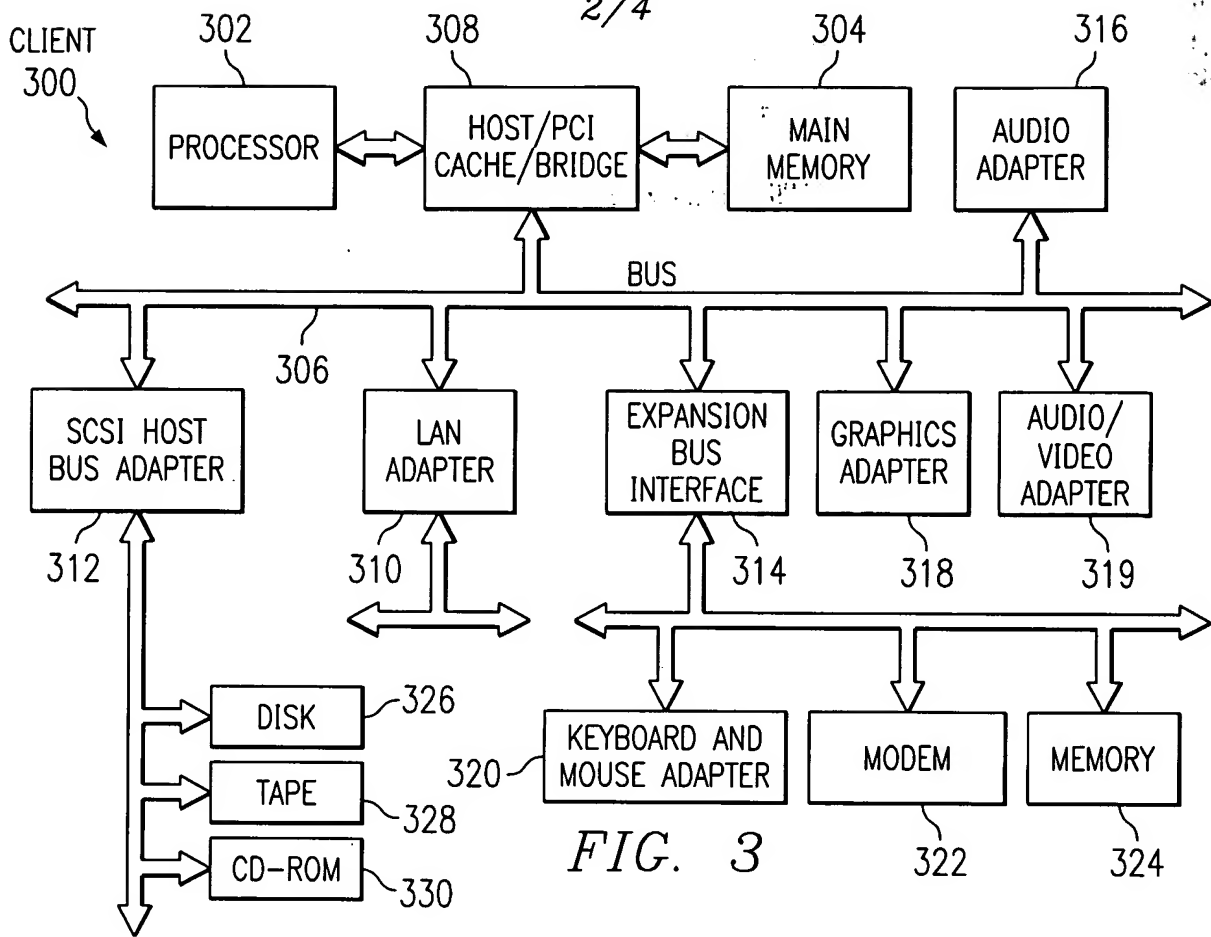 2/4
CLIENT
300
302
308
304
316
PROCESSOR
HOST/PCI
CACHE/BRIDGE
MAIN
MEMORY
AUDIO
ADAPTER
BUS
306
SCSI HOST
BUS ADAPTER
LAN
ADAPTER
EXPANSION
BUS
INTERFACE
GRAPHICS
ADAPTER
AUDIO/
VIDEO
ADAPTER
312
310
314
318
319
DISK
326
TAPE
328
CD-ROM
330
320
KEYBOARD AND
MOUSE ADAPTER
MODEM
MEMORY
322
324
FIG. 3